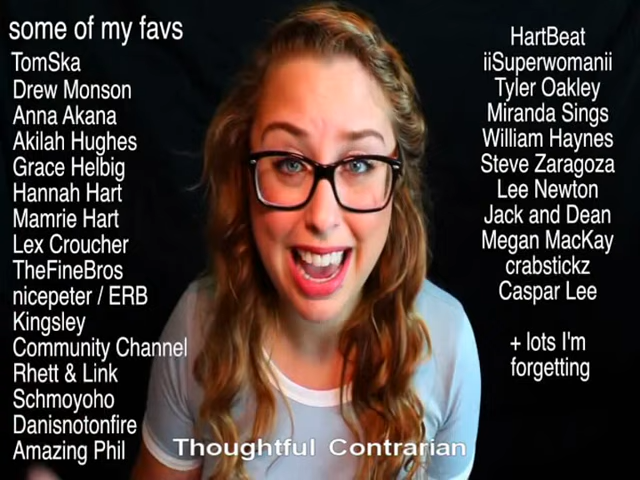 some of my favs
TomSka
Drew Monson
Anna Akana
Akilah Hughes
Grace Helbig
Hannah Hart
Mamrie Hart
Lex Croucher
TheFineBros
nicepeter / ERB
Kingsley
Community Channel
Rhett & Link
Schmoyoho
Danisnotonfire
Amazing Phil
HartBeat
iiSuperwomanii
Tyler Oakley
Miranda Sings
William Haynes
Steve Zaragoza
Lee Newton
Jack and Dean
Megan MacKay
crabstickz
Caspar Lee
+ lots I'm
forgetting
Thoughtful Contrarian